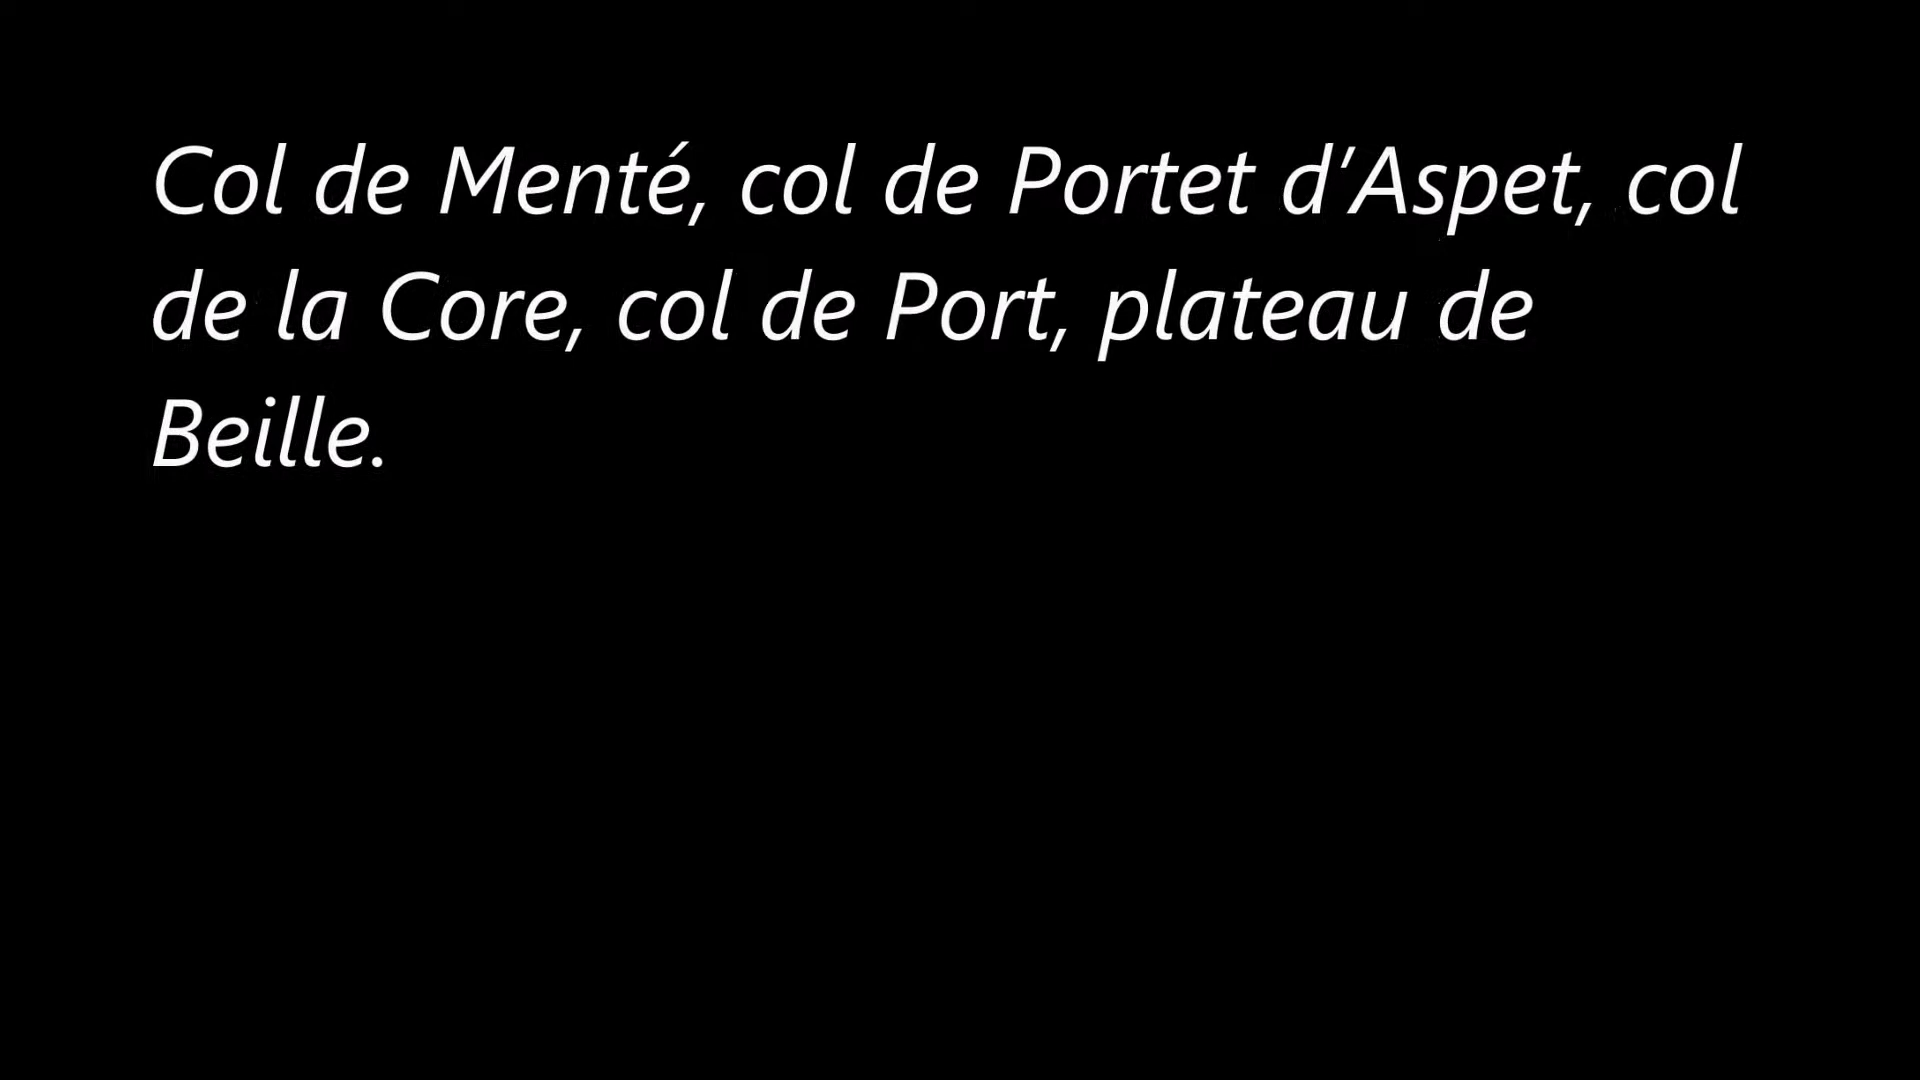 Col de Menté, col de Portet d’Aspet, col
de la Core, col de Port, plateau de
Beille.